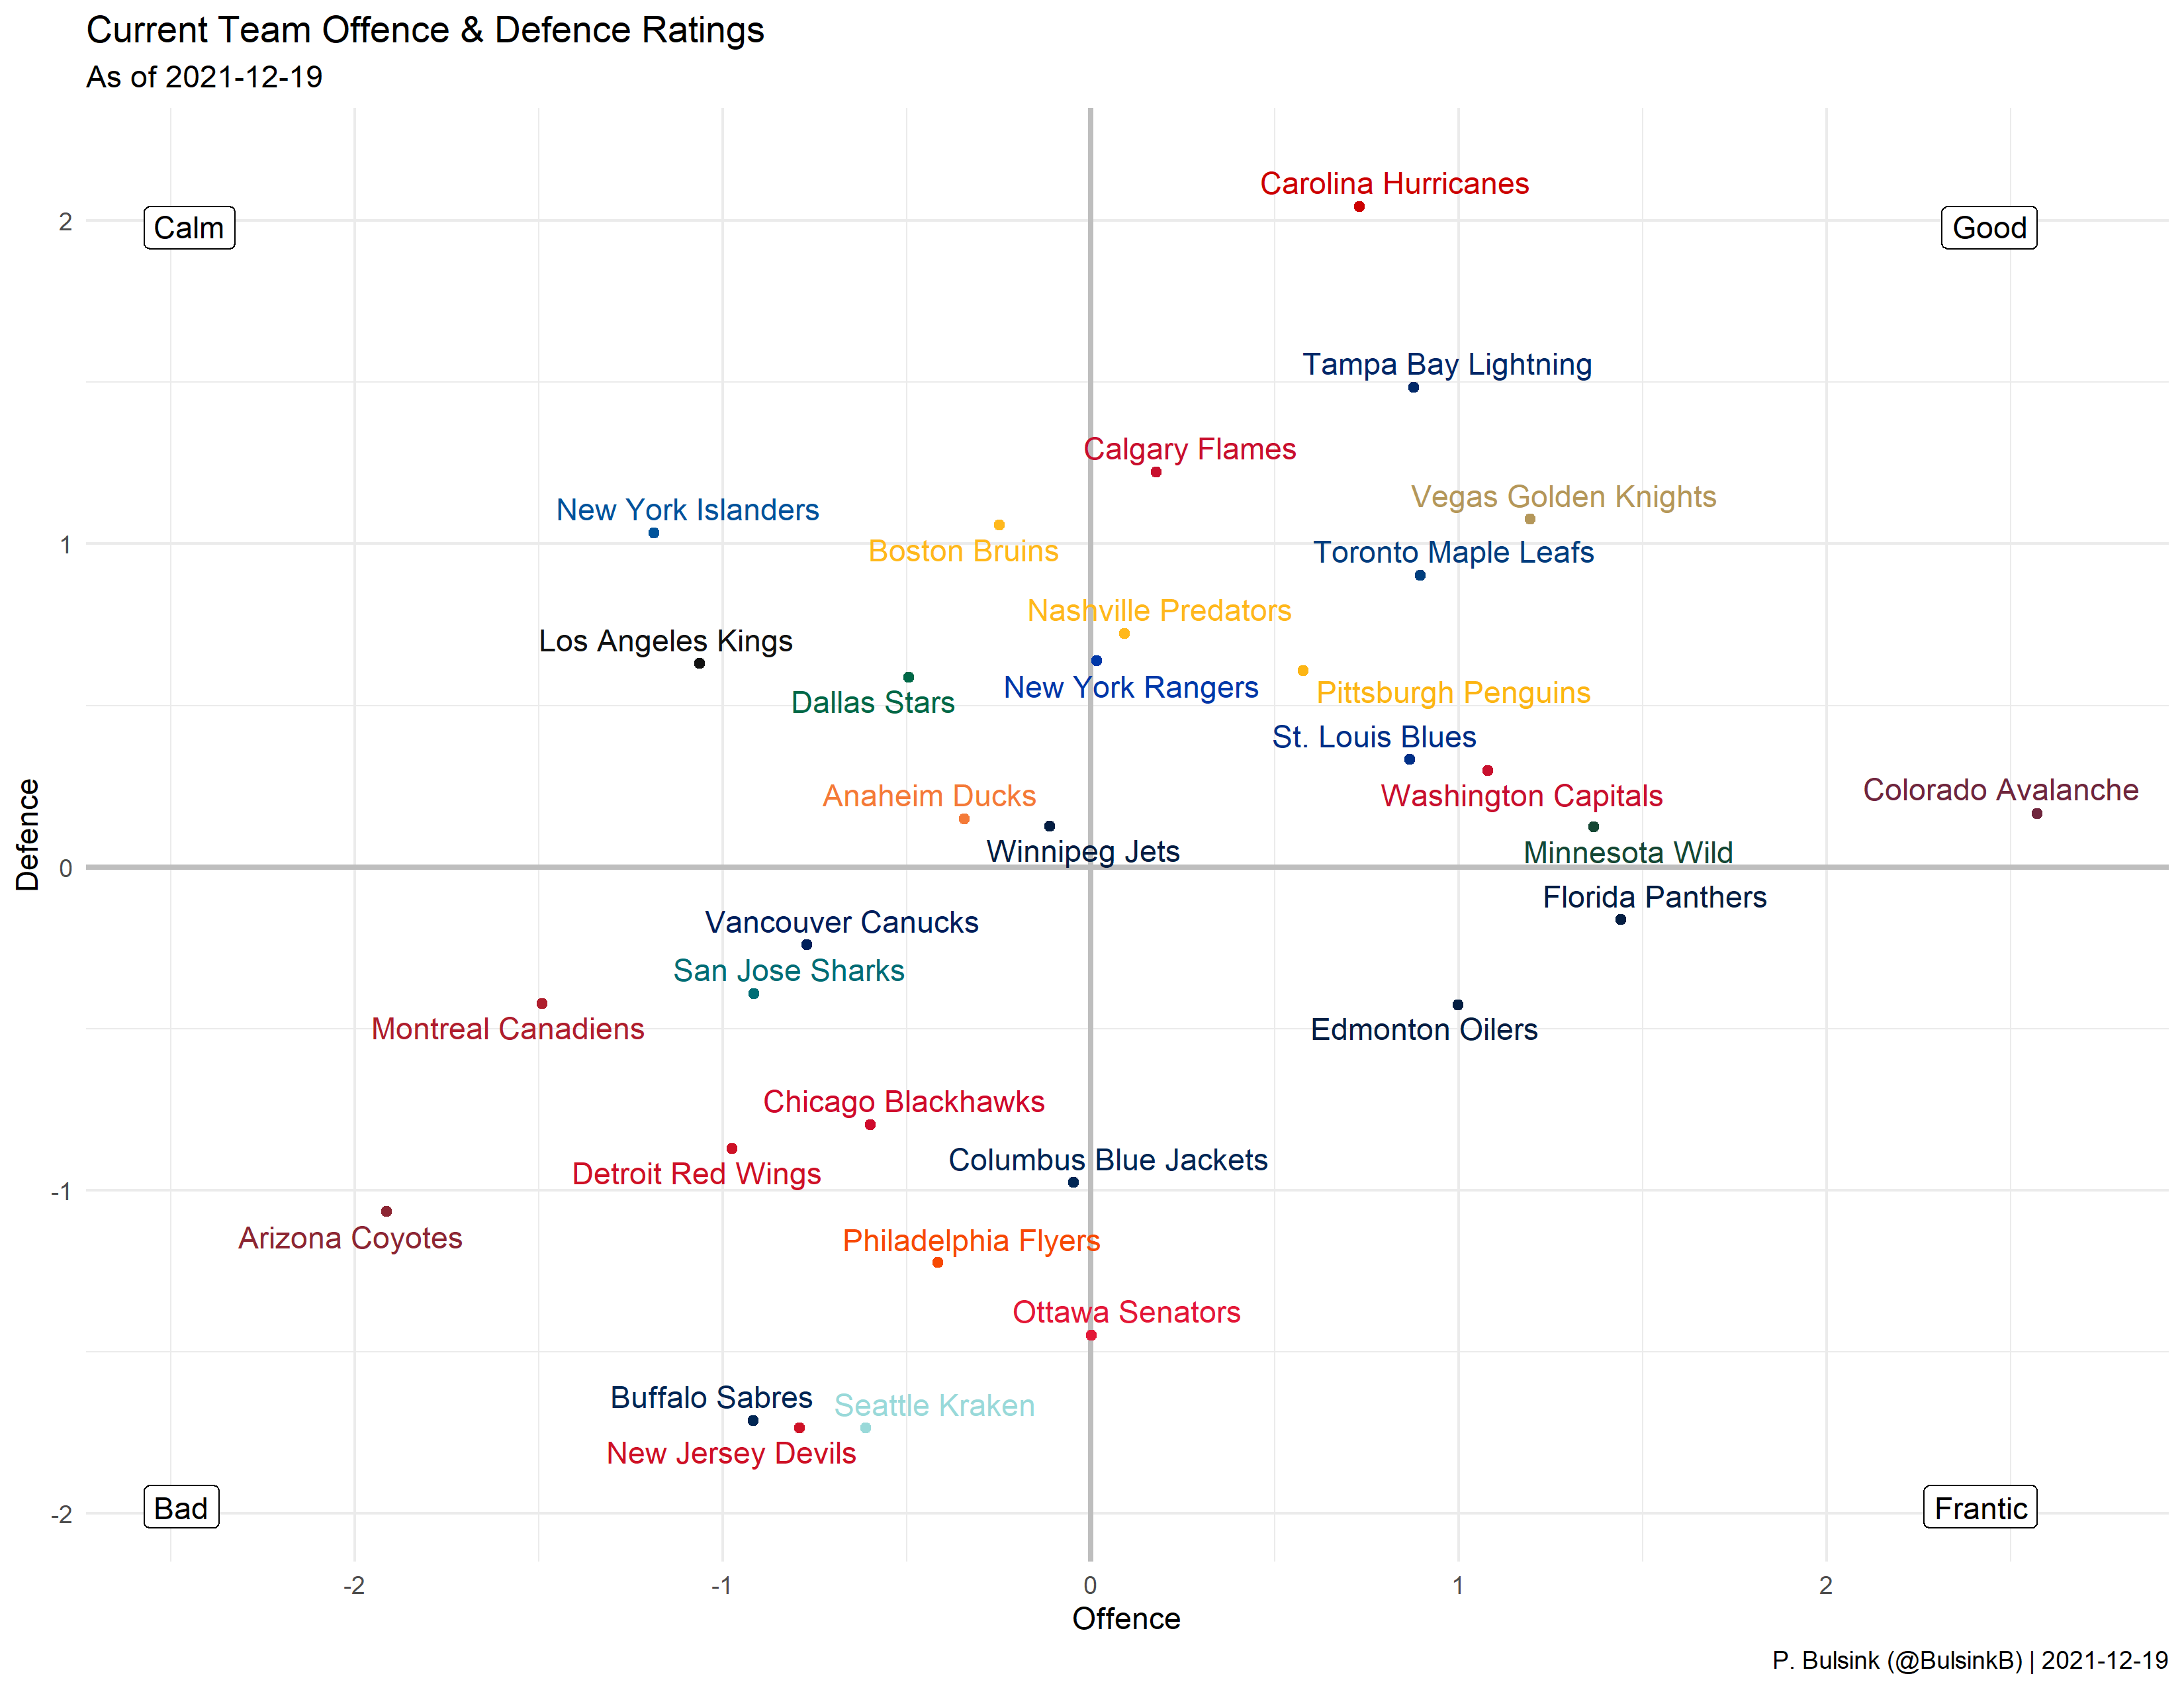 Current Team Offence & Defence Ratings
As of 2021-12-19
Carolina Hurricanes
2
Calm
Good
Tampa Bay Lightning
Calgary Flames
Vegas Golden Knights
New York Islanders
1
Boston Bruins
Toronto Maple Leafs
Nashville Predators
Los Angeles Kings
New York Rangers
Pittsburgh Penguins
Dallas Stars
St. Louis Blues
Colorado Avalanche
Anaheim Ducks
Washington Capitals
Defence
Winnipeg Jets
Minnesota Wild
0
Florida Panthers
Vancouver Canucks
San Jose Sharks
Montreal Canadiens
Edmonton Oilers
Chicago Blackhawks
Columbus Blue Jackets
Detroit Red Wings
-1
Arizona Coyotes
Philadelphia Flyers
Ottawa Senators
Buffalo Sabres
Seattle Kraken
New Jersey Devils
Bad
Frantic
-2
-2
-1
0
1
2
Offence
P. Bulsink (@BulsinkB) | 2021-12-19